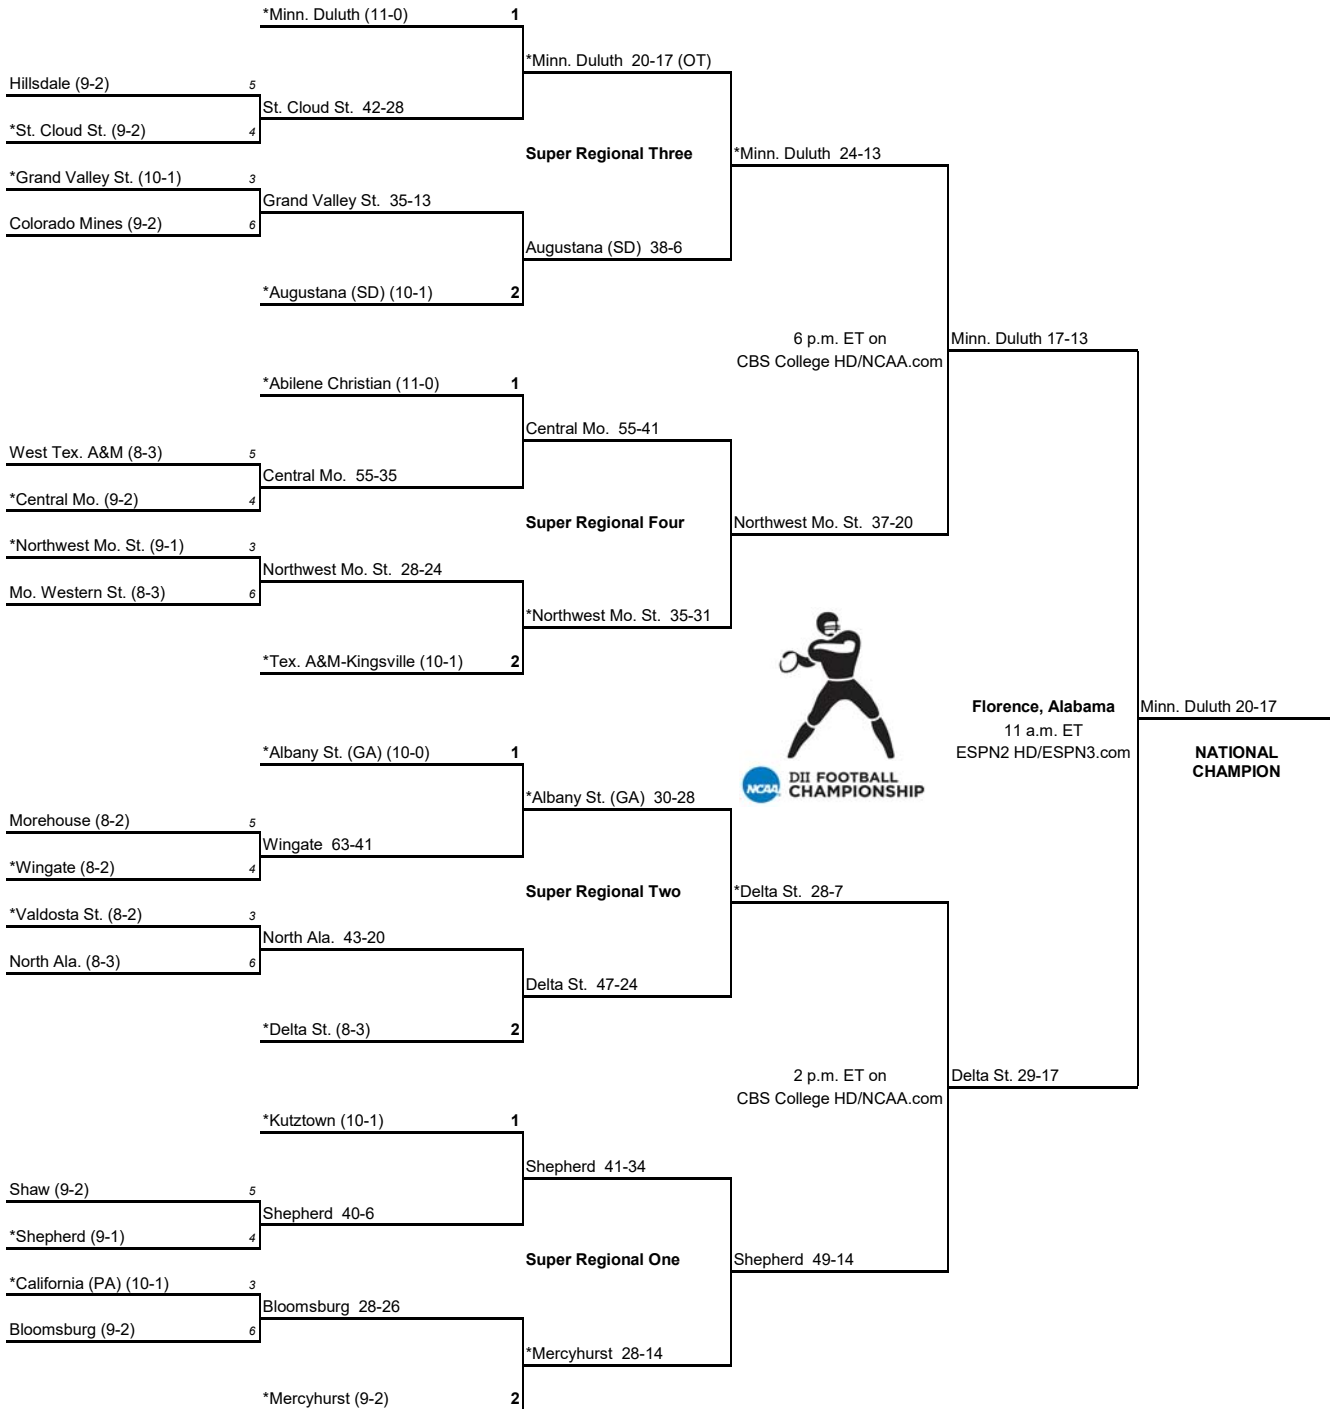 *Minn. Duluth (11-0) 1
*Minn. Duluth 20-17 (OT)
Hillsdale (9-2) 5
St. Cloud St. 42-28
*St. Cloud St. (9-2) 4
Super Regional Three
*Minn. Duluth 24-13
*Grand Valley St. (10-1) 3
Grand Valley St. 35-13
Colorado Mines (9-2) 6
Augustana (SD) 38-6
*Augustana (SD) (10-1) 2
6 p.m. ET on
CBS College HD/NCAA.com
Minn. Duluth 17-13
*Abilene Christian (11-0) 1
Central Mo. 55-41
West Tex. A&M (8-3) 5
Central Mo. 55-35
*Central Mo. (9-2) 4
Super Regional Four
Northwest Mo. St. 37-20
*Northwest Mo. St. (9-1) 3
Northwest Mo. St. 28-24
Mo. Western St. (8-3) 6
*Northwest Mo. St. 35-31
*Tex. A&M-Kingsville (10-1) 2
Florence, Alabama
11 a.m. ET
ESPN2 HD/ESPN3.com
Minn. Duluth 20-17
NATIONAL
CHAMPION
NCAA
DII FOOTBALL
CHAMPIONSHIP
*Albany St. (GA) (10-0) 1
*Albany St. (GA) 30-28
Morehouse (8-2) 5
Wingate 63-41
*Wingate (8-2) 4
Super Regional Two
*Delta St. 28-7
*Valdosta St. (8-2) 3
North Ala. 43-20
North Ala. (8-3) 6
Delta St. 47-24
*Delta St. (8-3) 2
2 p.m. ET on
CBS College HD/NCAA.com
Delta St. 29-17
*Kutztown (10-1) 1
Shepherd 41-34
Shaw (9-2) 5
Shepherd 40-6
*Shepherd (9-1) 4
Super Regional One
Shepherd 49-14
*California (PA) (10-1) 3
Bloomsburg 28-26
Bloomsburg (9-2) 6
*Mercyhurst 28-14
*Mercyhurst (9-2) 2